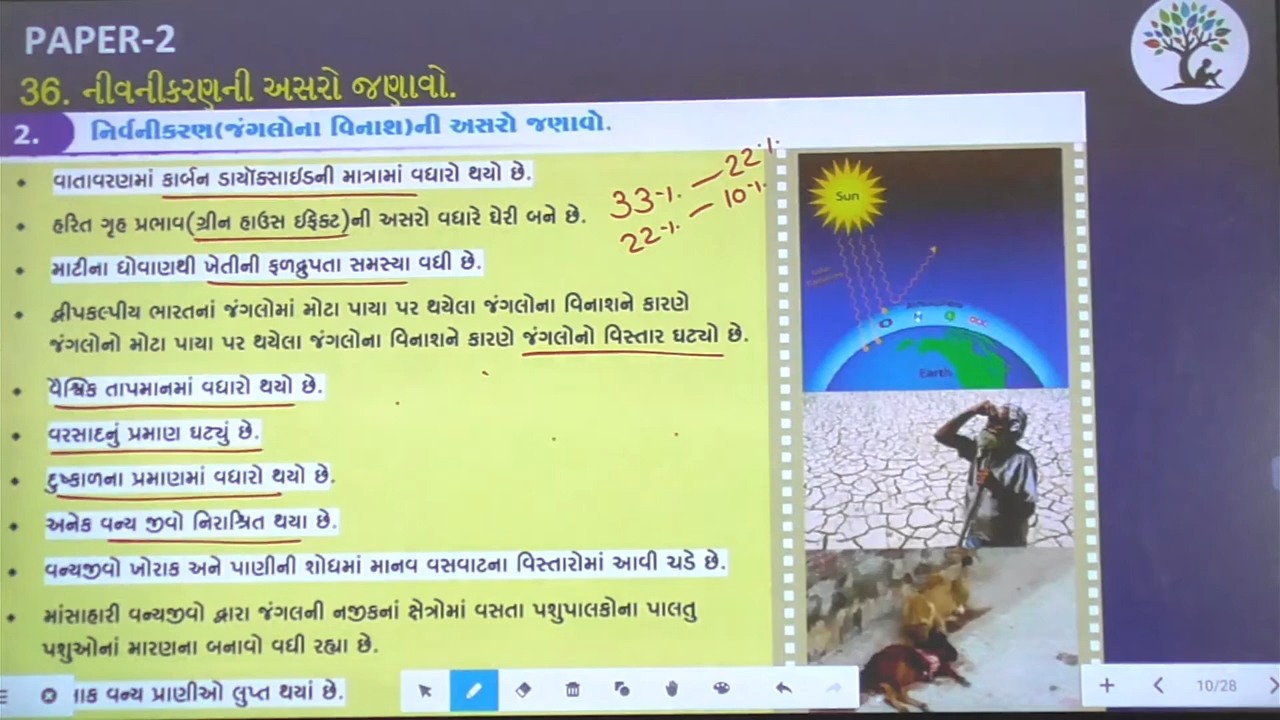 PAPER-2
36. નીવનીકરણની અસરો જણાવો.
2. નિર્વનીકરણ(જંગલોના વિનાશ)ની અસરો જણાવો.
વાતાવરણમાં કાર્બન ડાયૉક્સાઈડની માત્રામાં વધારો થયો છે.
હરિત ગૃહ પ્રભાવ(ગ્રીન હાઉસ ઇફેક્ટ)ની અસરો વધારે ઘેરી બને છે.
માટીના ધોવાણથી ખેતીની ફળદ્રુપતા સમસ્યા વધી છે.
દ્વીપકલ્પીય ભારતનાં જંગલોમાં મોટા પાયા પર થયેલા જંગલોના વિનાશને કારણે
જંગલોનો મોટા પાયા પર થયેલા જંગલોના વિનાશને કારણે જંગલોનો વિસ્તાર ઘટ્યો છે.
વૈશ્વિક તાપમાનમાં વધારો થયો છે.
વરસાદનું પ્રમાણ ઘટ્યું છે.
દુષ્કાળના પ્રમાણમાં વધારો થયો છે.
અનેક વન્ય જીવો નિરાશ્રિત થયા છે.
વન્યજીવો ખોરાક અને પાણીની શોધમાં માનવ વસવાટના વિસ્તારોમાં આવી ચડે છે.
માંસાહારી વન્યજીવો દ્વારા જંગલની નજીકનાં ક્ષેત્રોમાં વસતા પશુપાલકોના પાલતુ
પશુઓનાં મારણના બનાવો વધી રહ્યા છે.
વન્ય પ્રાણીઓ લુપ્ત થયાં છે.
33% — 22%
22% — 10%
Sun
Earth
10/28